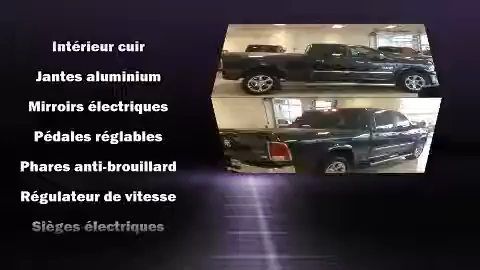 Intérieur cuir
Jantes aluminium
Mirroirs électriques
Pédales réglables
Phares anti-brouillard
Régulateur de vitesse
Sièges électriques